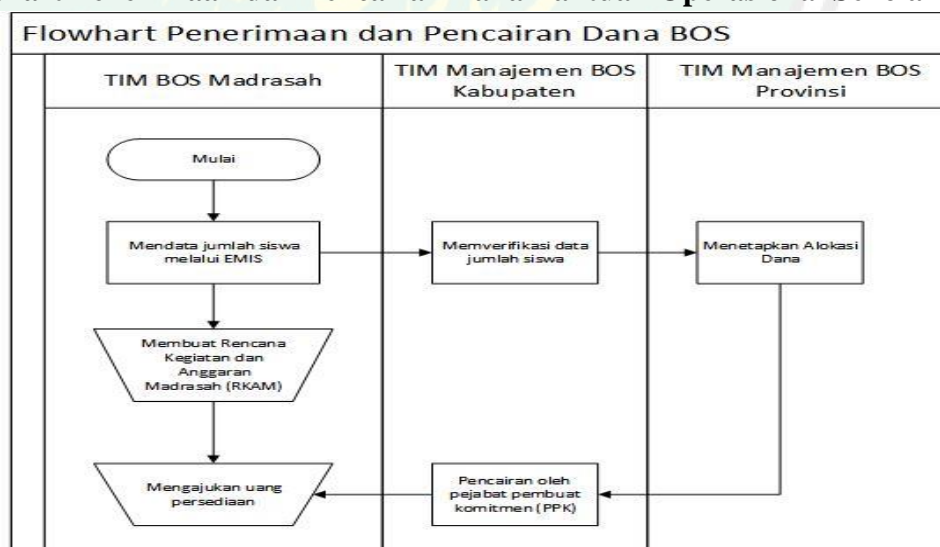 Flowhart Penerimaan dan Pencairan Dana BOS
TIM BOS Madrasah
TIM Manajemen BOS
Kabupaten
TIM Manajemen BOS
Provinsi
Mulai
Mendata jumlah siswa
melalui EMIS
Memverifikasi data
jumlah siswa
Menetapkan Alokasi
Dana
Membuat Rencana
Kegiatan dan
Anggaran
Madrasah (RKAM)
Mengajukan uang
persediaan
Pencairan oleh
pejabat pembuat
komitmen (PPK)